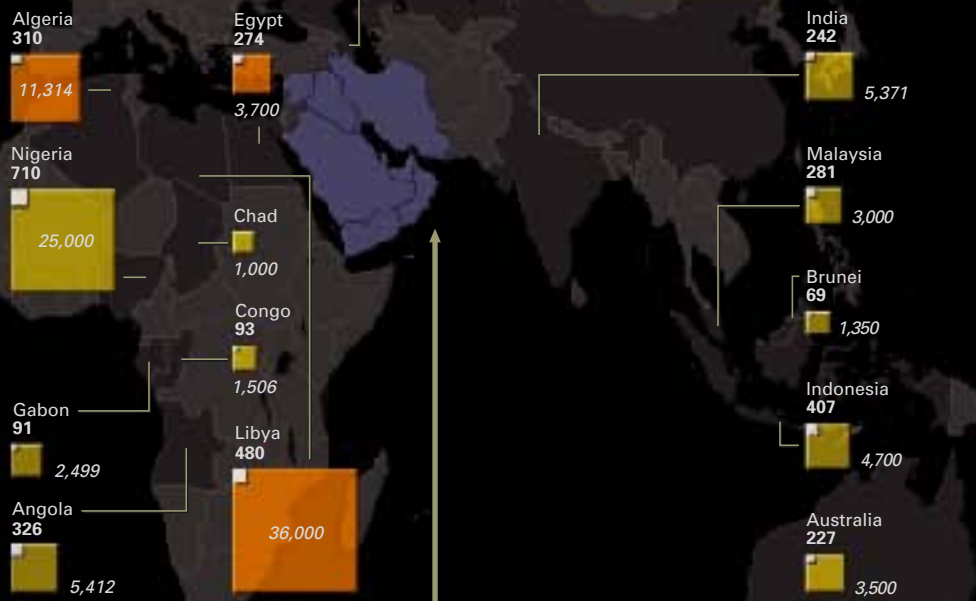 Algeria
310
11,314
Nigeria
710
25,000
Gabon
91
2,499
Angola
326
5,412
Egypt
274
3,700
Chad
1,000
Congo
93
1,506
Libya
480
36,000
India
242
5,371
Malaysia
281
3,000
Brunei
69
1,350
Indonesia
407
4,700
Australia
227
3,500